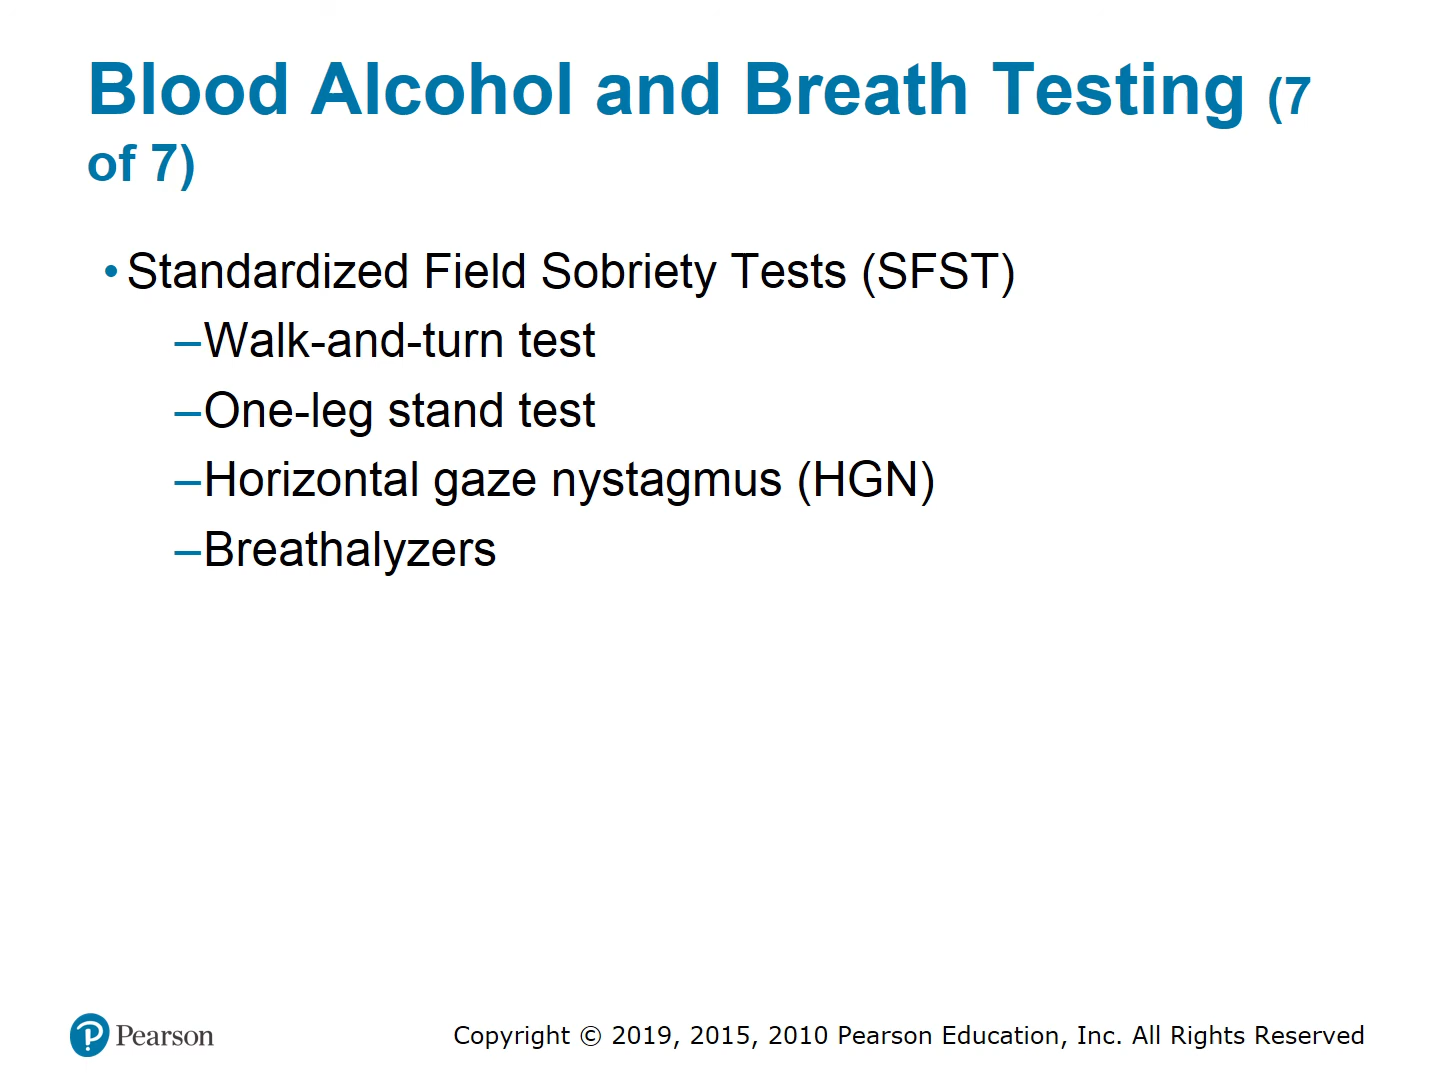 Blood Alcohol and Breath Testing (7
of 7)
• Standardized Field Sobriety Tests (SFST)
–Walk-and-turn test
–One-leg stand test
–Horizontal gaze nystagmus (HGN)
–Breathalyzers
Pearson
Copyright © 2019, 2015, 2010 Pearson Education, Inc. All Rights Reserved